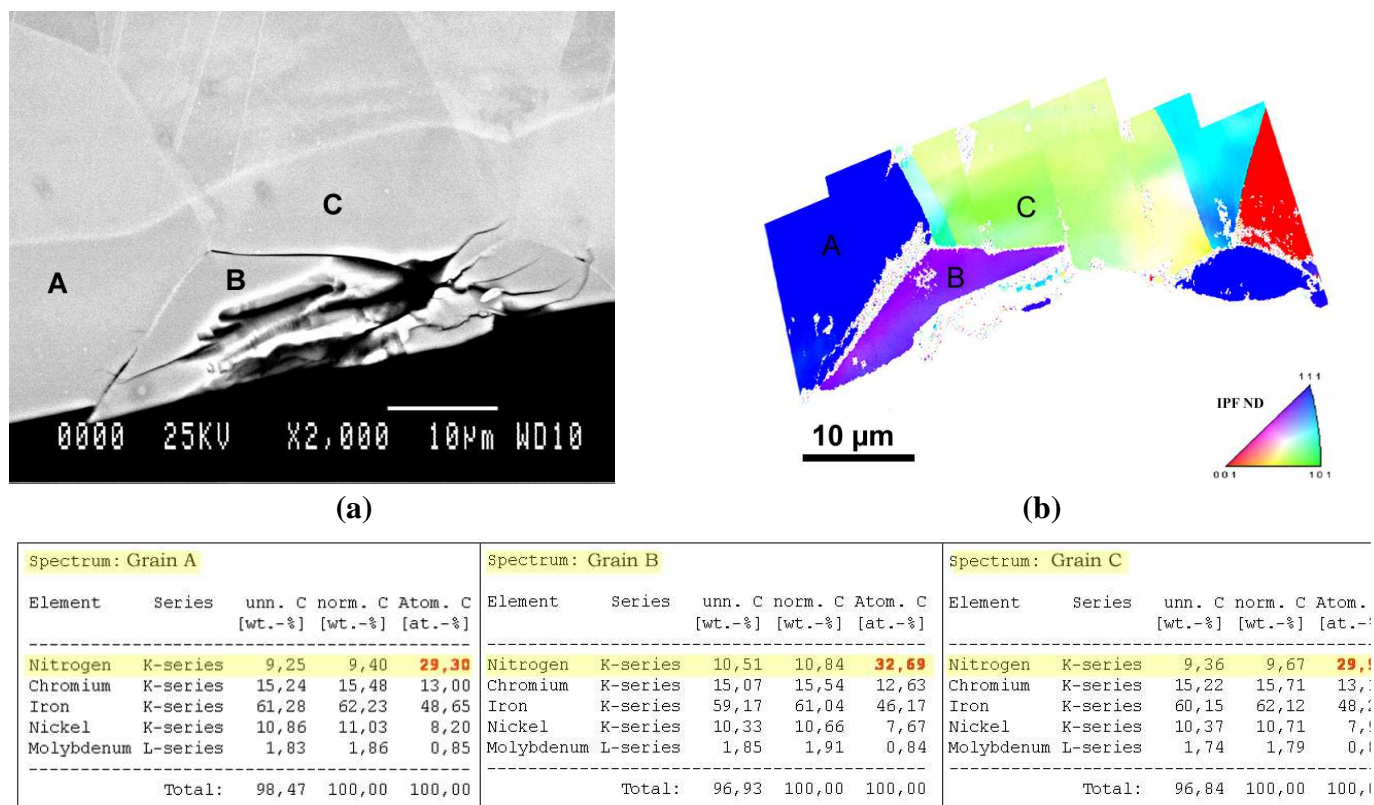 C
A
B
0000 25KV X2,000 10µm WD10
(a)
C
A
B
10 µm
IPF ND
111
001
101
(b)
Spectrum: Grain A
Element Series unn. C norm. C Atom. C
[wt.-%] [wt.-%] [at.-%]
Nitrogen K-series 9,25 9,40 29,30
Chromium K-series 15,24 15,48 13,00
Iron K-series 61,28 62,23 48,65
Nickel K-series 10,86 11,03 8,20
Molybdenum L-series 1,83 1,86 0,85
Total: 98,47 100,00 100,00
Spectrum: Grain B
Element Series unn. C norm. C Atom. C
[wt.-%] [wt.-%] [at.-%]
Nitrogen K-series 10,51 10,84 32,69
Chromium K-series 15,07 15,54 12,63
Iron K-series 59,17 61,04 46,17
Nickel K-series 10,33 10,66 7,67
Molybdenum L-series 1,85 1,91 0,84
Total: 96,93 100,00 100,00
Spectrum: Grain C
Element Series unn. C norm. C Atom.
[wt.-%] [wt.-%] [at.-%
Nitrogen K-series 9,36 9,67
Chromium K-series 15,22 15,71
Iron K-series 60,15 62,12
Nickel K-series 10,37 10,71
Molybdenum L-series 1,74 1,79
Total: 96,84 100,00